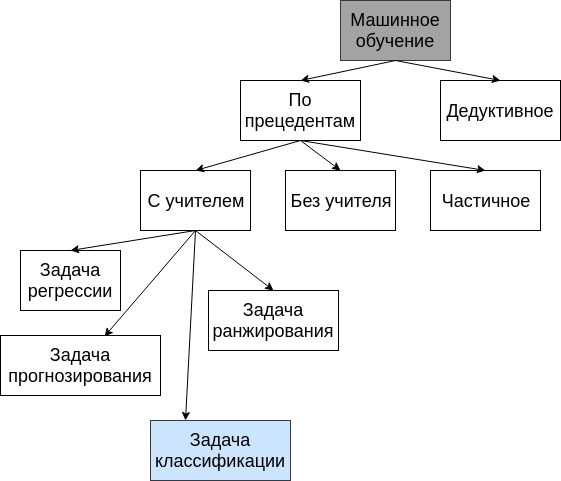 Машинное
обучение
По
прецедентам
Дедуктивное
С учителем
Без учителя
Частичное
Задача
регрессии
Задача
ранжирования
Задача
прогнозирования
Задача
классификации